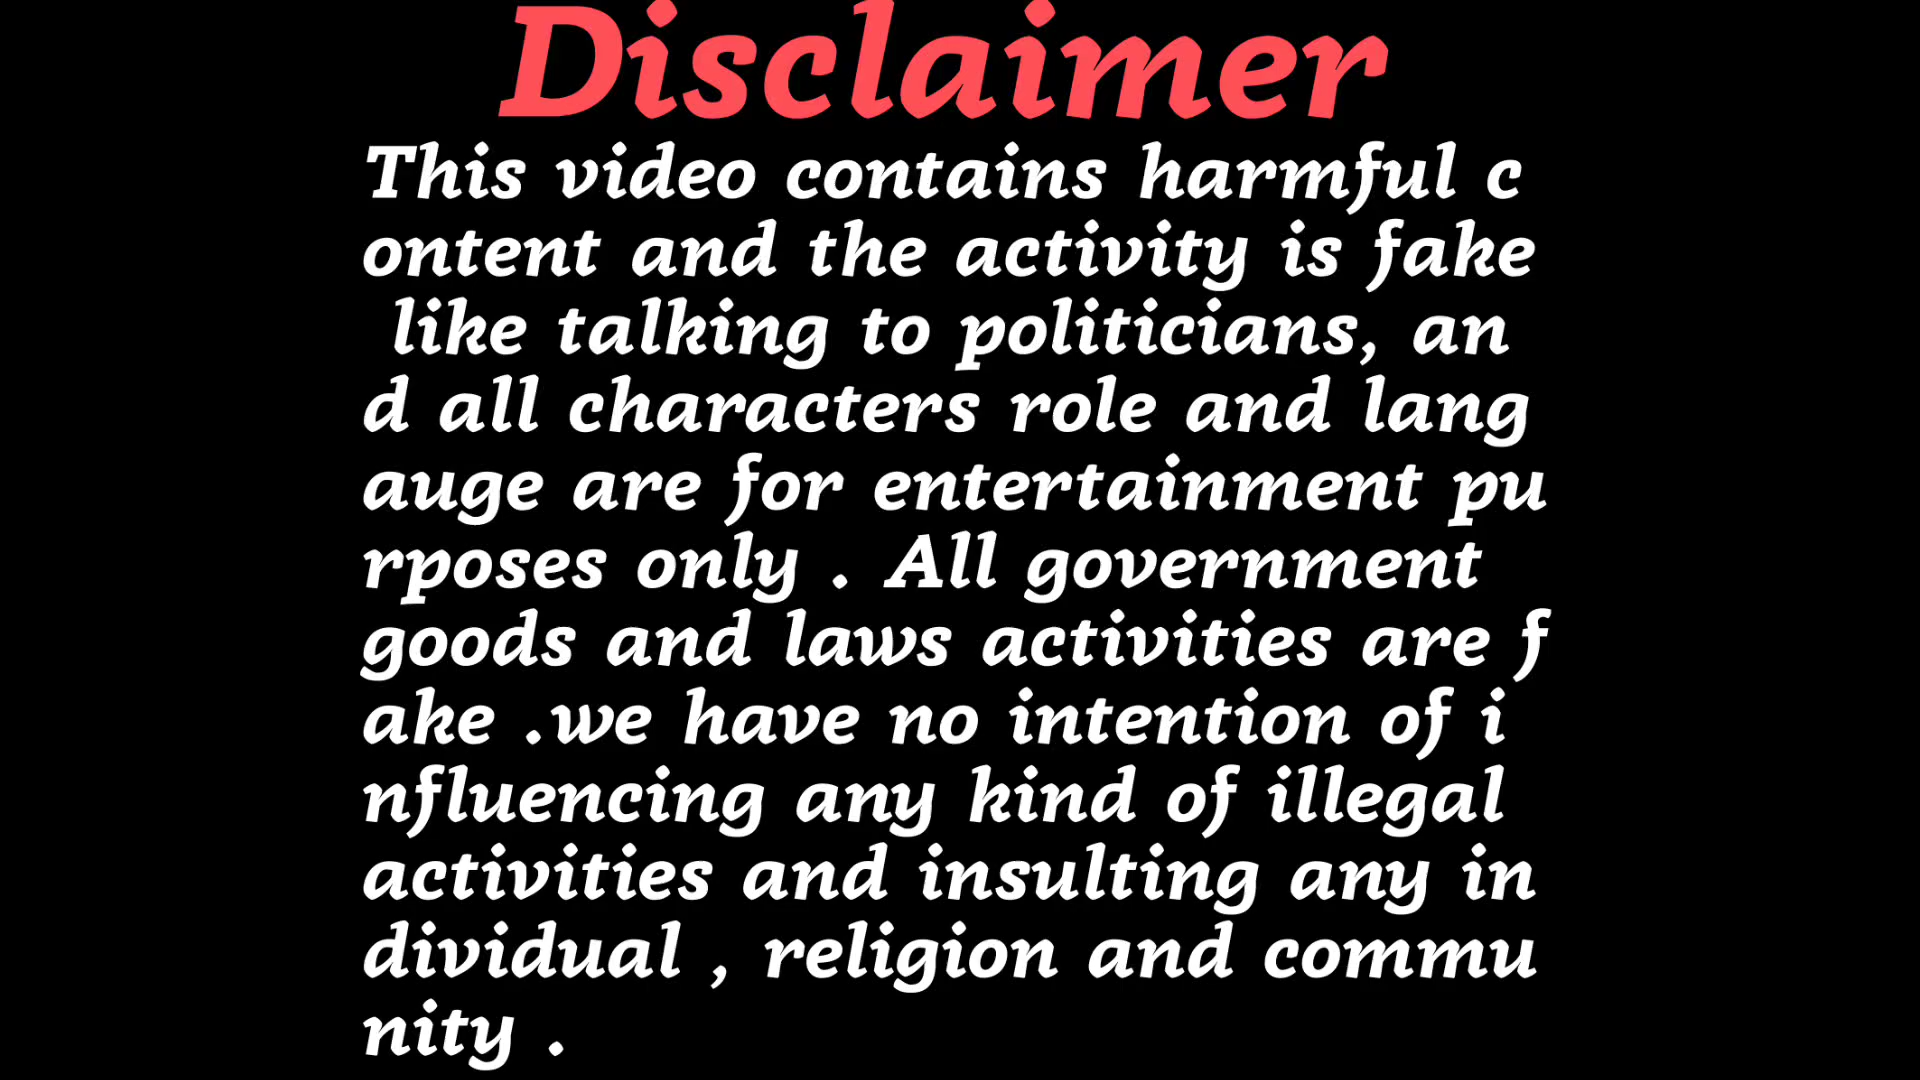 Disclaimer
This video contains harmful c
ontent and the activity is fake
like talking to politicians, an
d all characters role and lang
auge are for entertainment pu
rposes only . All government
goods and laws activities are f
ake .we have no intention of i
nfluencing any kind of illegal
activities and insulting any in
dividual , religion and commu
nity .